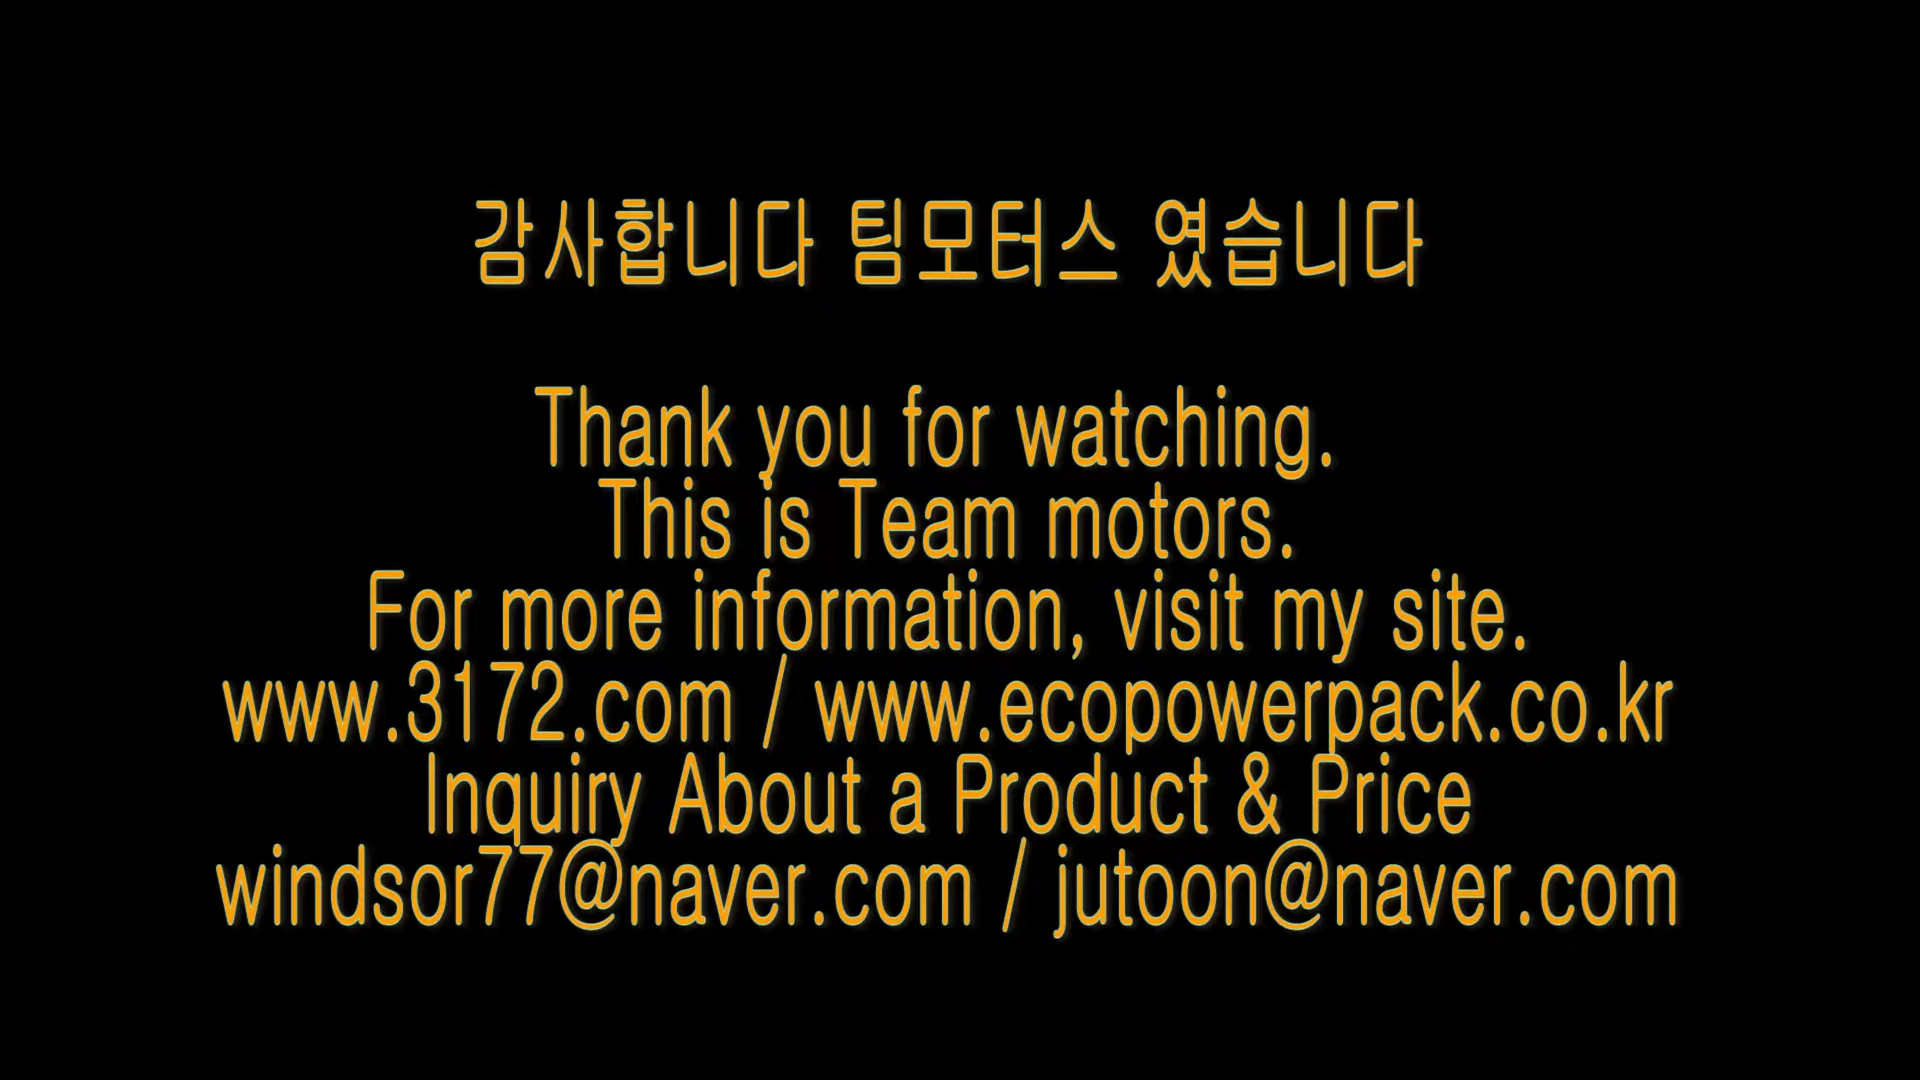 감사합니다 팀모터스 였습니다
Thank you for watching.
This is Team motors.
For more information, visit my site.
www.3172.com / www.ecopowerpack.co.kr
Inquiry About a Product & Price
windsor77@naver.com / jutoon@naver.com